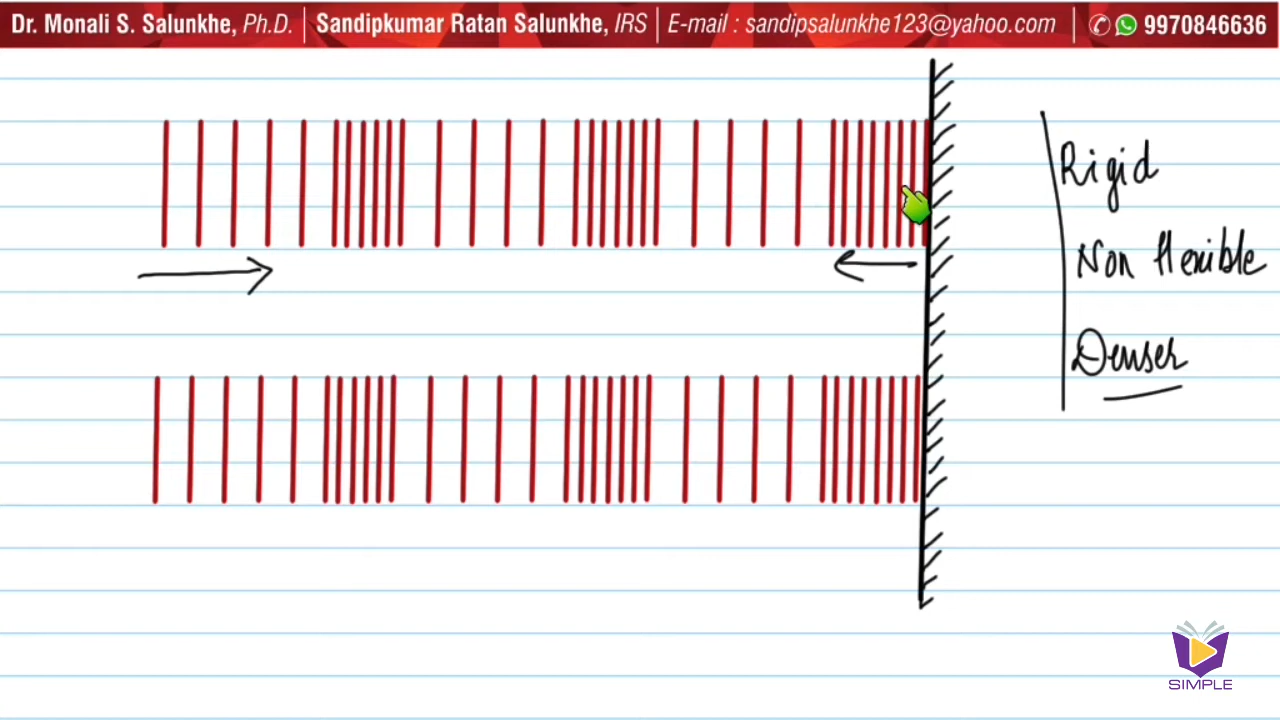 Dr. Monali S. Salunkhe, Ph.D. | Sandipkumar Ratan Salunkhe, IRS | E-mail : sandipsalunkhe123@yahoo.com | 9970846636
Rigid
Non flexible
Denser
SIMPLE